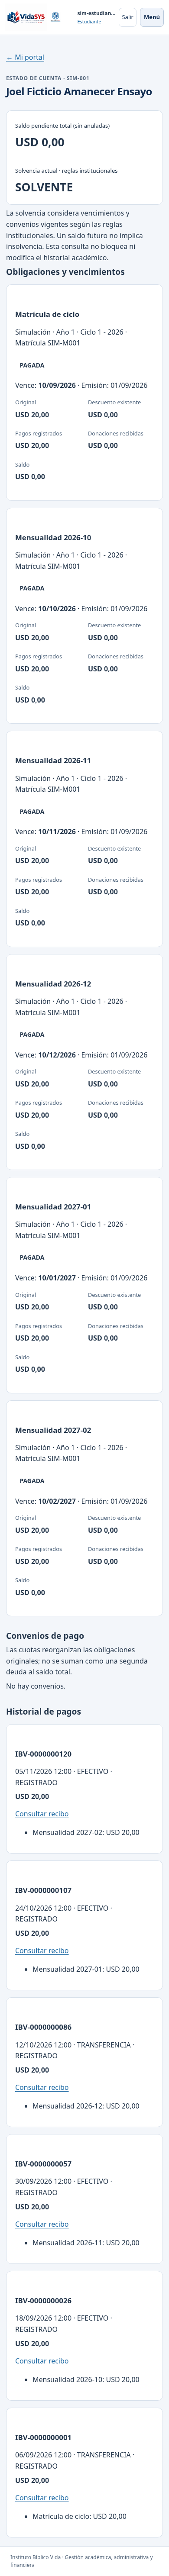 VidaSYS
sim-estudian...
Estudiante
Salir
Menú
← Mi portal
ESTADO DE CUENTA · SIM-001
Joel Ficticio Amanecer Ensayo
Saldo pendiente total (sin anuladas)
USD 0,00
Solvencia actual · reglas institucionales
SOLVENTE
La solvencia considera vencimientos y
convenios vigentes según las reglas
institucionales. Un saldo futuro no implica
insolvencia. Esta consulta no bloquea ni
modifica el historial académico.
Obligaciones y vencimientos
Matrícula de ciclo
Simulación · Año 1 · Ciclo 1 - 2026 ·
Matrícula SIM-M001
PAGADA
Vence: 10/09/2026 · Emisión: 01/09/2026
Original Descuento existente
USD 20,00 USD 0,00
Pagos registrados Donaciones recibidas
USD 20,00 USD 0,00
Saldo
USD 0,00
Mensualidad 2026-10
Simulación · Año 1 · Ciclo 1 - 2026 ·
Matrícula SIM-M001
PAGADA
Vence: 10/10/2026 · Emisión: 01/09/2026
Original Descuento existente
USD 20,00 USD 0,00
Pagos registrados Donaciones recibidas
USD 20,00 USD 0,00
Saldo
USD 0,00
Mensualidad 2026-11
Simulación · Año 1 · Ciclo 1 - 2026 ·
Matrícula SIM-M001
PAGADA
Vence: 10/11/2026 · Emisión: 01/09/2026
Original Descuento existente
USD 20,00 USD 0,00
Pagos registrados Donaciones recibidas
USD 20,00 USD 0,00
Saldo
USD 0,00
Mensualidad 2026-12
Simulación · Año 1 · Ciclo 1 - 2026 ·
Matrícula SIM-M001
PAGADA
Vence: 10/12/2026 · Emisión: 01/09/2026
Original Descuento existente
USD 20,00 USD 0,00
Pagos registrados Donaciones recibidas
USD 20,00 USD 0,00
Saldo
USD 0,00
Mensualidad 2027-01
Simulación · Año 1 · Ciclo 1 - 2026 ·
Matrícula SIM-M001
PAGADA
Vence: 10/01/2027 · Emisión: 01/09/2026
Original Descuento existente
USD 20,00 USD 0,00
Pagos registrados Donaciones recibidas
USD 20,00 USD 0,00
Saldo
USD 0,00
Mensualidad 2027-02
Simulación · Año 1 · Ciclo 1 - 2026 ·
Matrícula SIM-M001
PAGADA
Vence: 10/02/2027 · Emisión: 01/09/2026
Original Descuento existente
USD 20,00 USD 0,00
Pagos registrados Donaciones recibidas
USD 20,00 USD 0,00
Saldo
USD 0,00
Convenios de pago
Las cuotas reorganizan las obligaciones
originales; no se suman como una segunda
deuda al saldo total.
No hay convenios.
Historial de pagos
IBV-0000000120
05/11/2026 12:00 · EFECTIVO ·
REGISTRADO
USD 20,00
Consultar recibo
• Mensualidad 2027-02: USD 20,00
IBV-0000000107
24/10/2026 12:00 · EFECTIVO ·
REGISTRADO
USD 20,00
Consultar recibo
• Mensualidad 2027-01: USD 20,00
IBV-0000000086
12/10/2026 12:00 · TRANSFERENCIA ·
REGISTRADO
USD 20,00
Consultar recibo
• Mensualidad 2026-12: USD 20,00
IBV-0000000057
30/09/2026 12:00 · EFECTIVO ·
REGISTRADO
USD 20,00
Consultar recibo
• Mensualidad 2026-11: USD 20,00
IBV-0000000026
18/09/2026 12:00 · EFECTIVO ·
REGISTRADO
USD 20,00
Consultar recibo
• Mensualidad 2026-10: USD 20,00
IBV-0000000001
06/09/2026 12:00 · TRANSFERENCIA ·
REGISTRADO
USD 20,00
Consultar recibo
• Matrícula de ciclo: USD 20,00
Instituto Bíblico Vida · Gestión académica, administrativa y
financiera